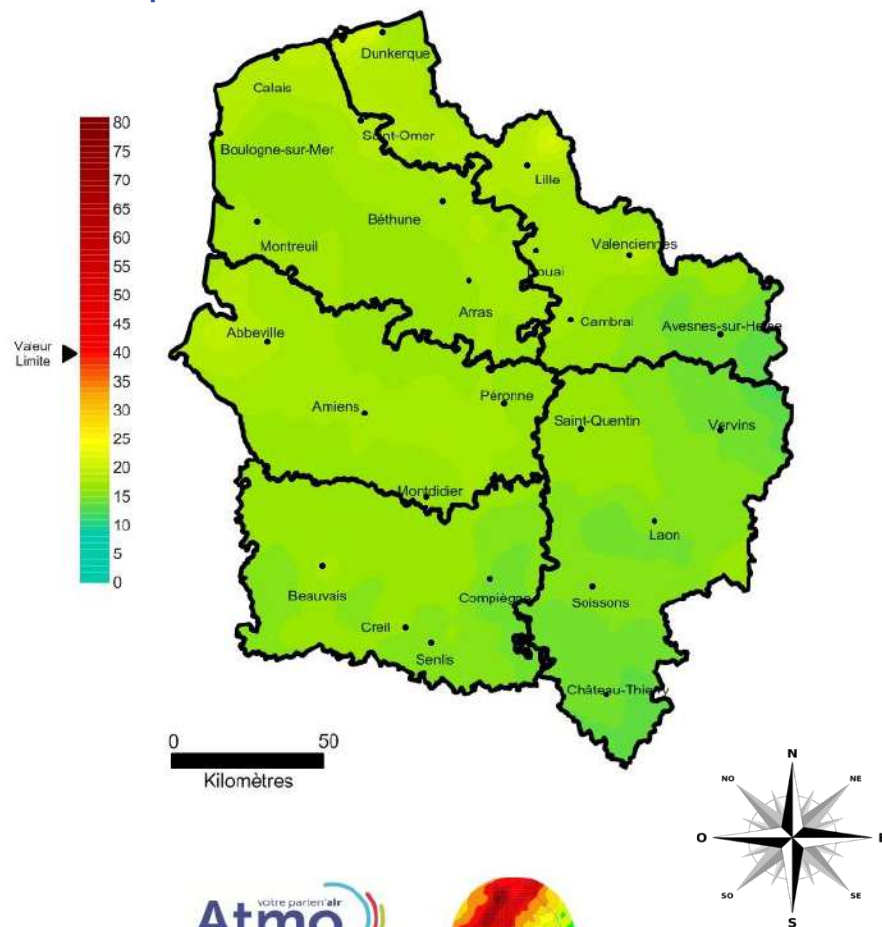 Dunkerque
Calais
80
75
70
65
60
55
50
45
40
35
30
25
20
15
10
5
0
Valeur
Limite
Saint-Omer
Boulogne-sur-Mer
Lille
Béthune
Montreuil
Valenciennes
Douai
Arras
Cambrai
Avesnes-sur-Helpe
Abbeville
Péronne
Amiens
Saint-Quentin
Vervins
Montdidier
Laon
Beauvais
Compiègne
Soissons
Creil
Senlis
Château-Thierry
0 50
Kilomètres
N
NO NE
O
SO SE
S
votre parten'air
Atmo